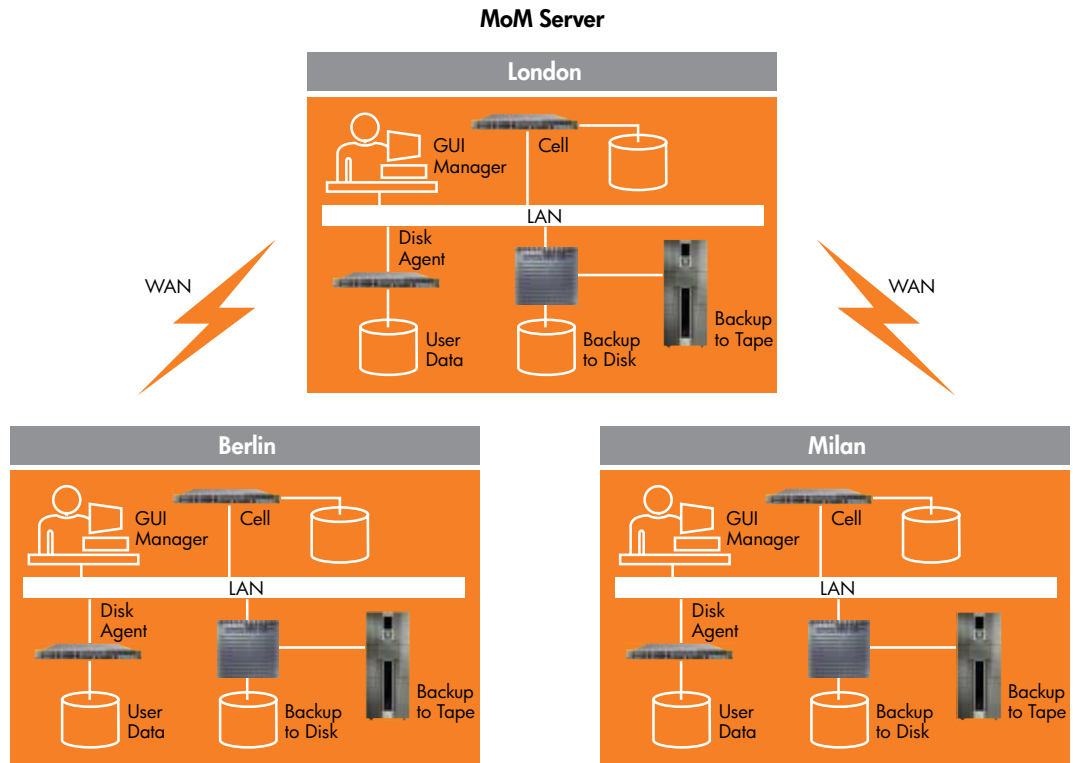 MoM Server
London
GUI
Manager
Cell
LAN
Disk
Agent
User
Data
Backup
to Disk
Backup
to Tape
WAN
WAN
Berlin
GUI
Manager
Cell
LAN
Disk
Agent
User
Data
Backup
to Disk
Backup
to Tape
Milan
GUI
Manager
Cell
LAN
Disk
Agent
User
Data
Backup
to Disk
Backup
to Tape